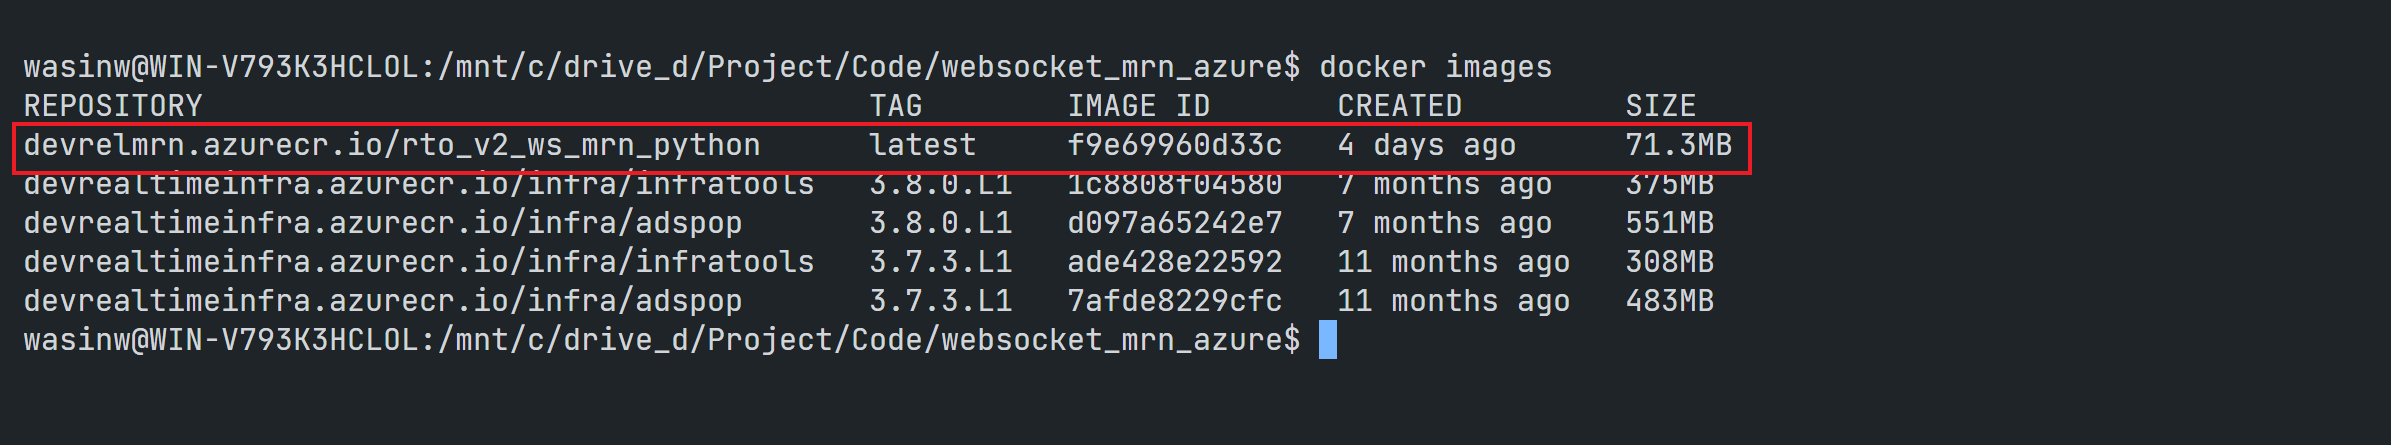 wasinw@WIN-V793K3HCLOL:/mnt/c/drive_d/Project/Code/websocket_mrn_azure$ docker images
REPOSITORY TAG IMAGE ID CREATED SIZE
devrelmrn.azurecr.io/rto_v2_ws_mrn_python latest f9e69960d33c 4 days ago 71.3MB
devrealtimeinfra.azurecr.io/infra/infratools 3.8.0.L1 1c8808f04580 7 months ago 375MB
devrealtimeinfra.azurecr.io/infra/adspop 3.8.0.L1 d097a65242e7 7 months ago 551MB
devrealtimeinfra.azurecr.io/infra/infratools 3.7.3.L1 ade428e22592 11 months ago 308MB
devrealtimeinfra.azurecr.io/infra/adspop 3.7.3.L1 7afde8229cfc 11 months ago 483MB
wasinw@WIN-V793K3HCLOL:/mnt/c/drive_d/Project/Code/websocket_mrn_azure$